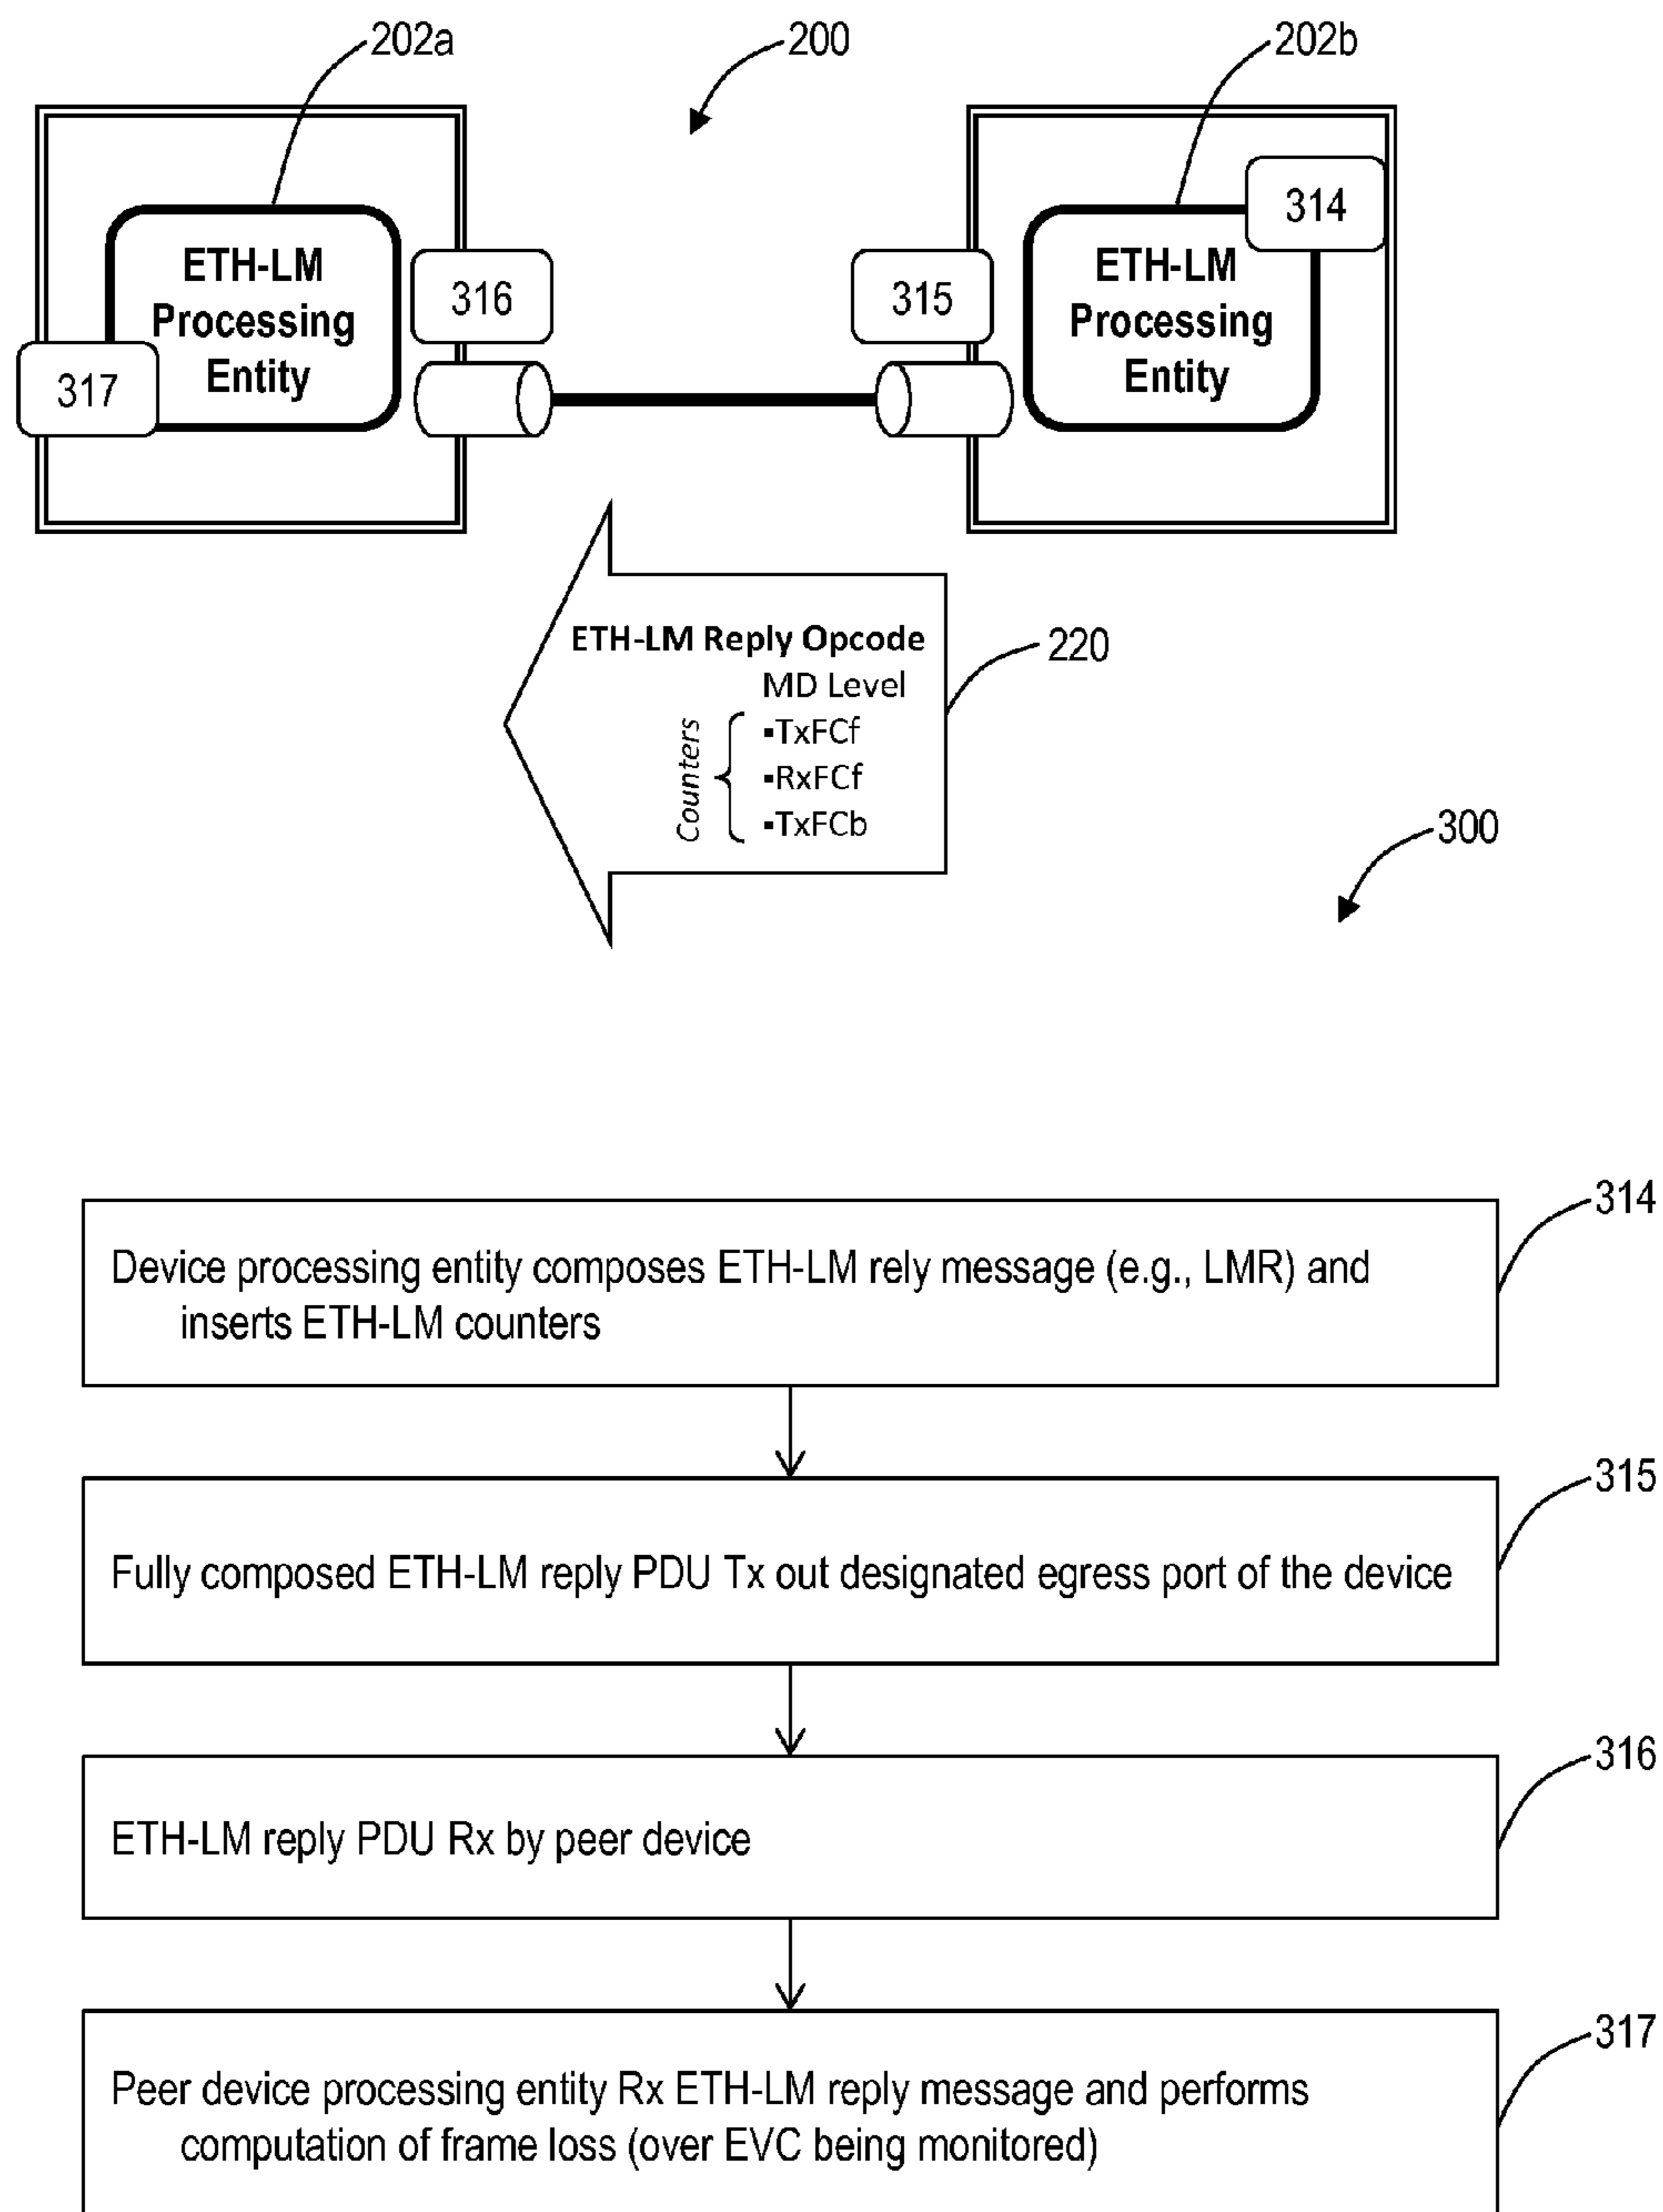 202a
200
202b
314
ETH-LM
Processing
Entity
316
315
ETH-LM
Processing
Entity
317
ETH-LM Reply Opcode
MD Level
Counters
▪TxFCf
▪RxFCf
▪TxFCb
220
300
314
Device processing entity composes ETH-LM rely message (e.g., LMR) and
inserts ETH-LM counters
315
Fully composed ETH-LM reply PDU Tx out designated egress port of the device
316
ETH-LM reply PDU Rx by peer device
317
Peer device processing entity Rx ETH-LM reply message and performs
computation of frame loss (over EVC being monitored)